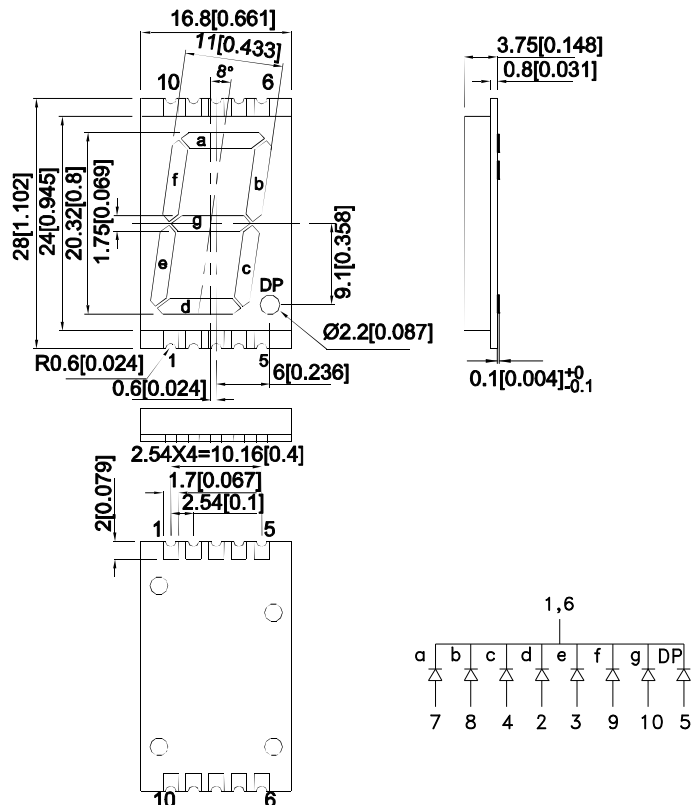 16.8[0.661]
11[0.433]
8°
10 6
3.75[0.148]
0.8[0.031]
28[1.102]
24[0.945]
20.32[0.8]
1.75[0.069]
a
f
b
g
e
c
d
DP
9.1[0.358]
Ø2.2[0.087]
R0.6[0.024]
1 5
0.6[0.024]
6[0.236]
0.1[0.004]+0 -0.1
2.54X4=10.16[0.4]
1.7[0.067]
2.54[0.1]
2[0.079]
1 5
10 6
1,6
a b c d e f g DP
7 8 4 2 3 9 10 5